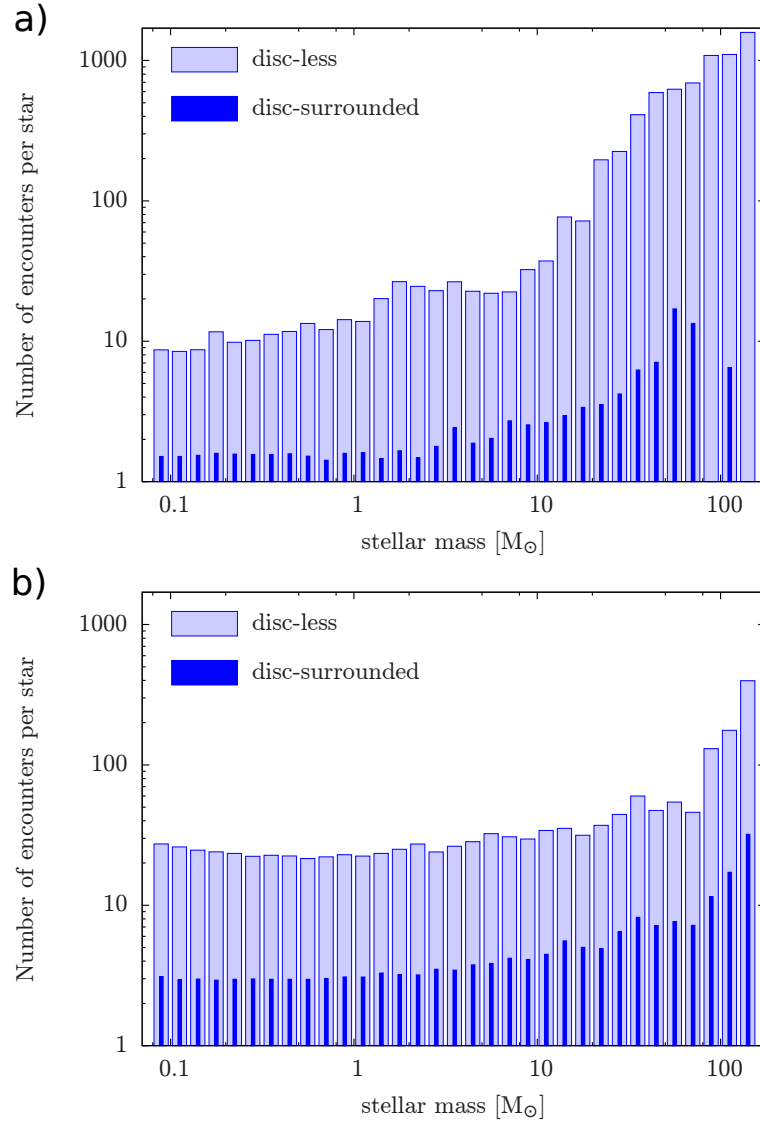 a)
disc-less
disc-surrounded
Number of encounters per star
1000
100
10
1
0.1 1 10 100
stellar mass [M⊙]
b)
disc-less
disc-surrounded
Number of encounters per star
1000
100
10
1
0.1 1 10 100
stellar mass [M⊙]